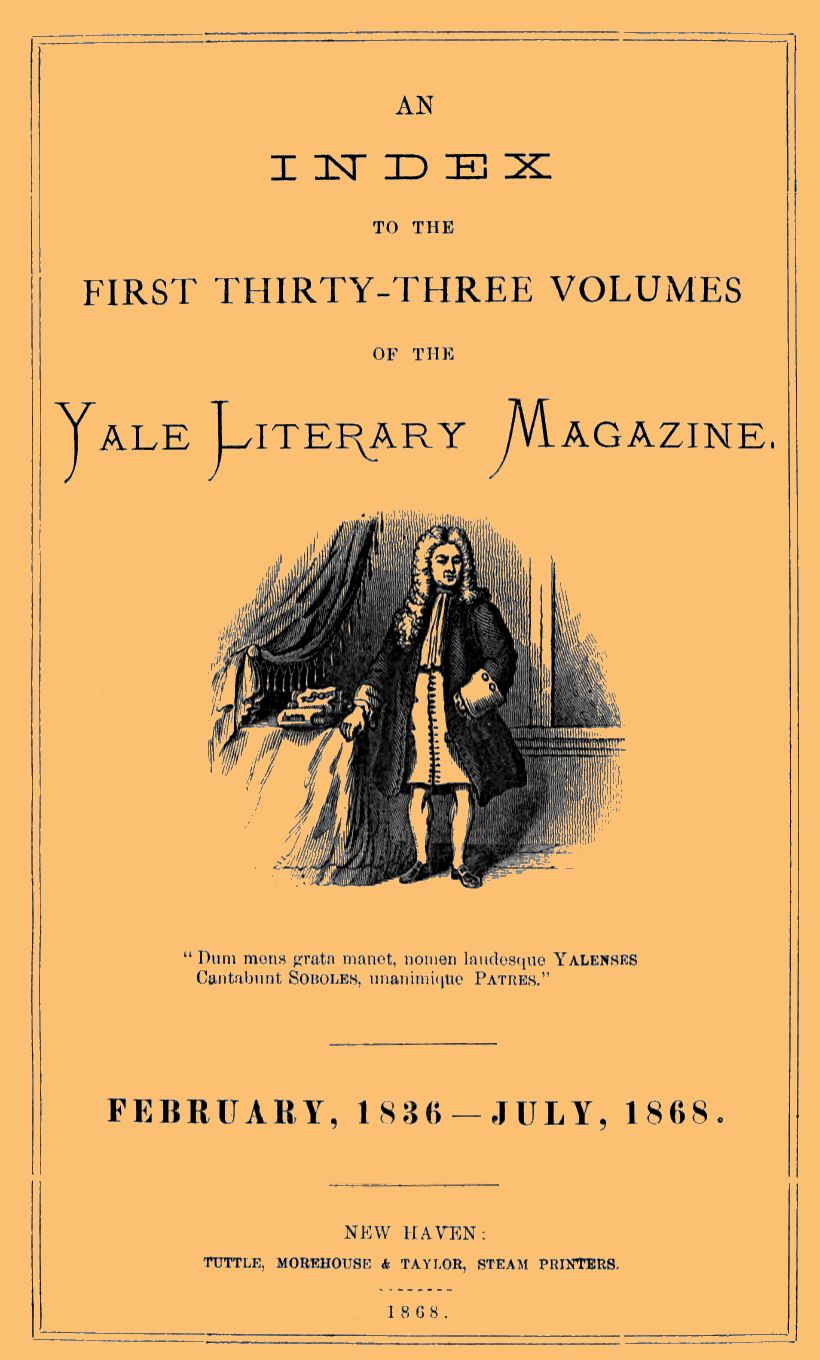 AN
INDEX
TO THE
FIRST THIRTY-THREE VOLUMES
OF THE
YALE LITERARY MAGAZINE.
“ Dum mens grata manet, nomen laudesque YALENSES
Cantabunt SOBOLES, unanimique PATRES.”
FEBRUARY, 1836 — JULY, 1868.
NEW HAVEN:
TUTTLE, MOREHOUSE & TAYLOR, STEAM PRINTERS.
1868.